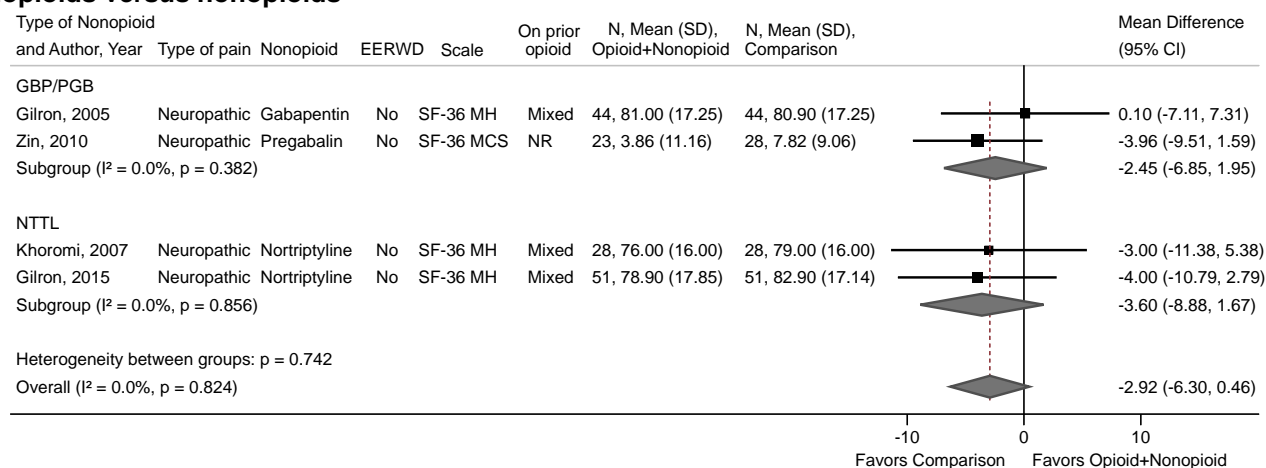 opioids versus nonopioids
Type of Nonopioid and Author, Year Type of pain Nonopioid EERWD Scale On prior opioid N, Mean (SD), Opioid+Nonopioid N, Mean (SD), Comparison Mean Difference (95% CI)
GBP/PGB
Gilron, 2005 Neuropathic Gabapentin No SF-36 MH Mixed 44, 81.00 (17.25) 44, 80.90 (17.25) 0.10 (-7.11, 7.31)
Zin, 2010 Neuropathic Pregabalin No SF-36 MCS NR 23, 3.86 (11.16) 28, 7.82 (9.06) -3.96 (-9.51, 1.59)
Subgroup (I² = 0.0%, p = 0.382) -2.45 (-6.85, 1.95)
NTTL
Khoromi, 2007 Neuropathic Nortriptyline No SF-36 MH Mixed 28, 76.00 (16.00) 28, 79.00 (16.00) -3.00 (-11.38, 5.38)
Gilron, 2015 Neuropathic Nortriptyline No SF-36 MH Mixed 51, 78.90 (17.85) 51, 82.90 (17.14) -4.00 (-10.79, 2.79)
Subgroup (I² = 0.0%, p = 0.856) -3.60 (-8.88, 1.67)
Heterogeneity between groups: p = 0.742
Overall (I² = 0.0%, p = 0.824) -2.92 (-6.30, 0.46)
-10 0 10
Favors Comparison Favors Opioid+Nonopioid